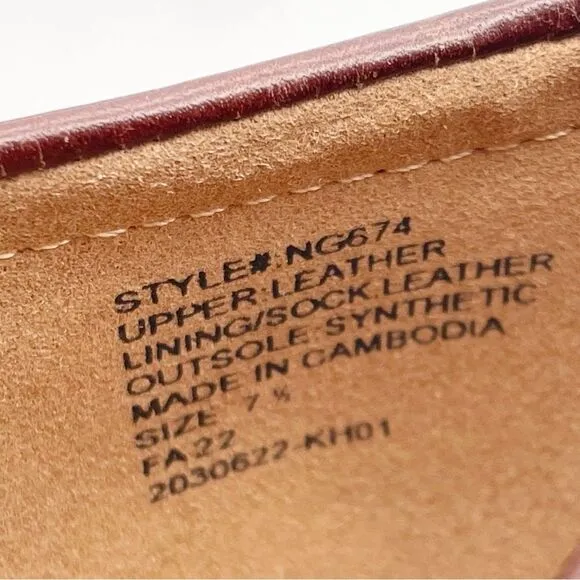 STYLE#:NG674
UPPER:LEATHER
LINING/SOCK:LEATHER
OUTSOLE:SYNTHETIC
MADE IN CAMBODIA
SIZE 7 ½
FA 22
2030622-KH01